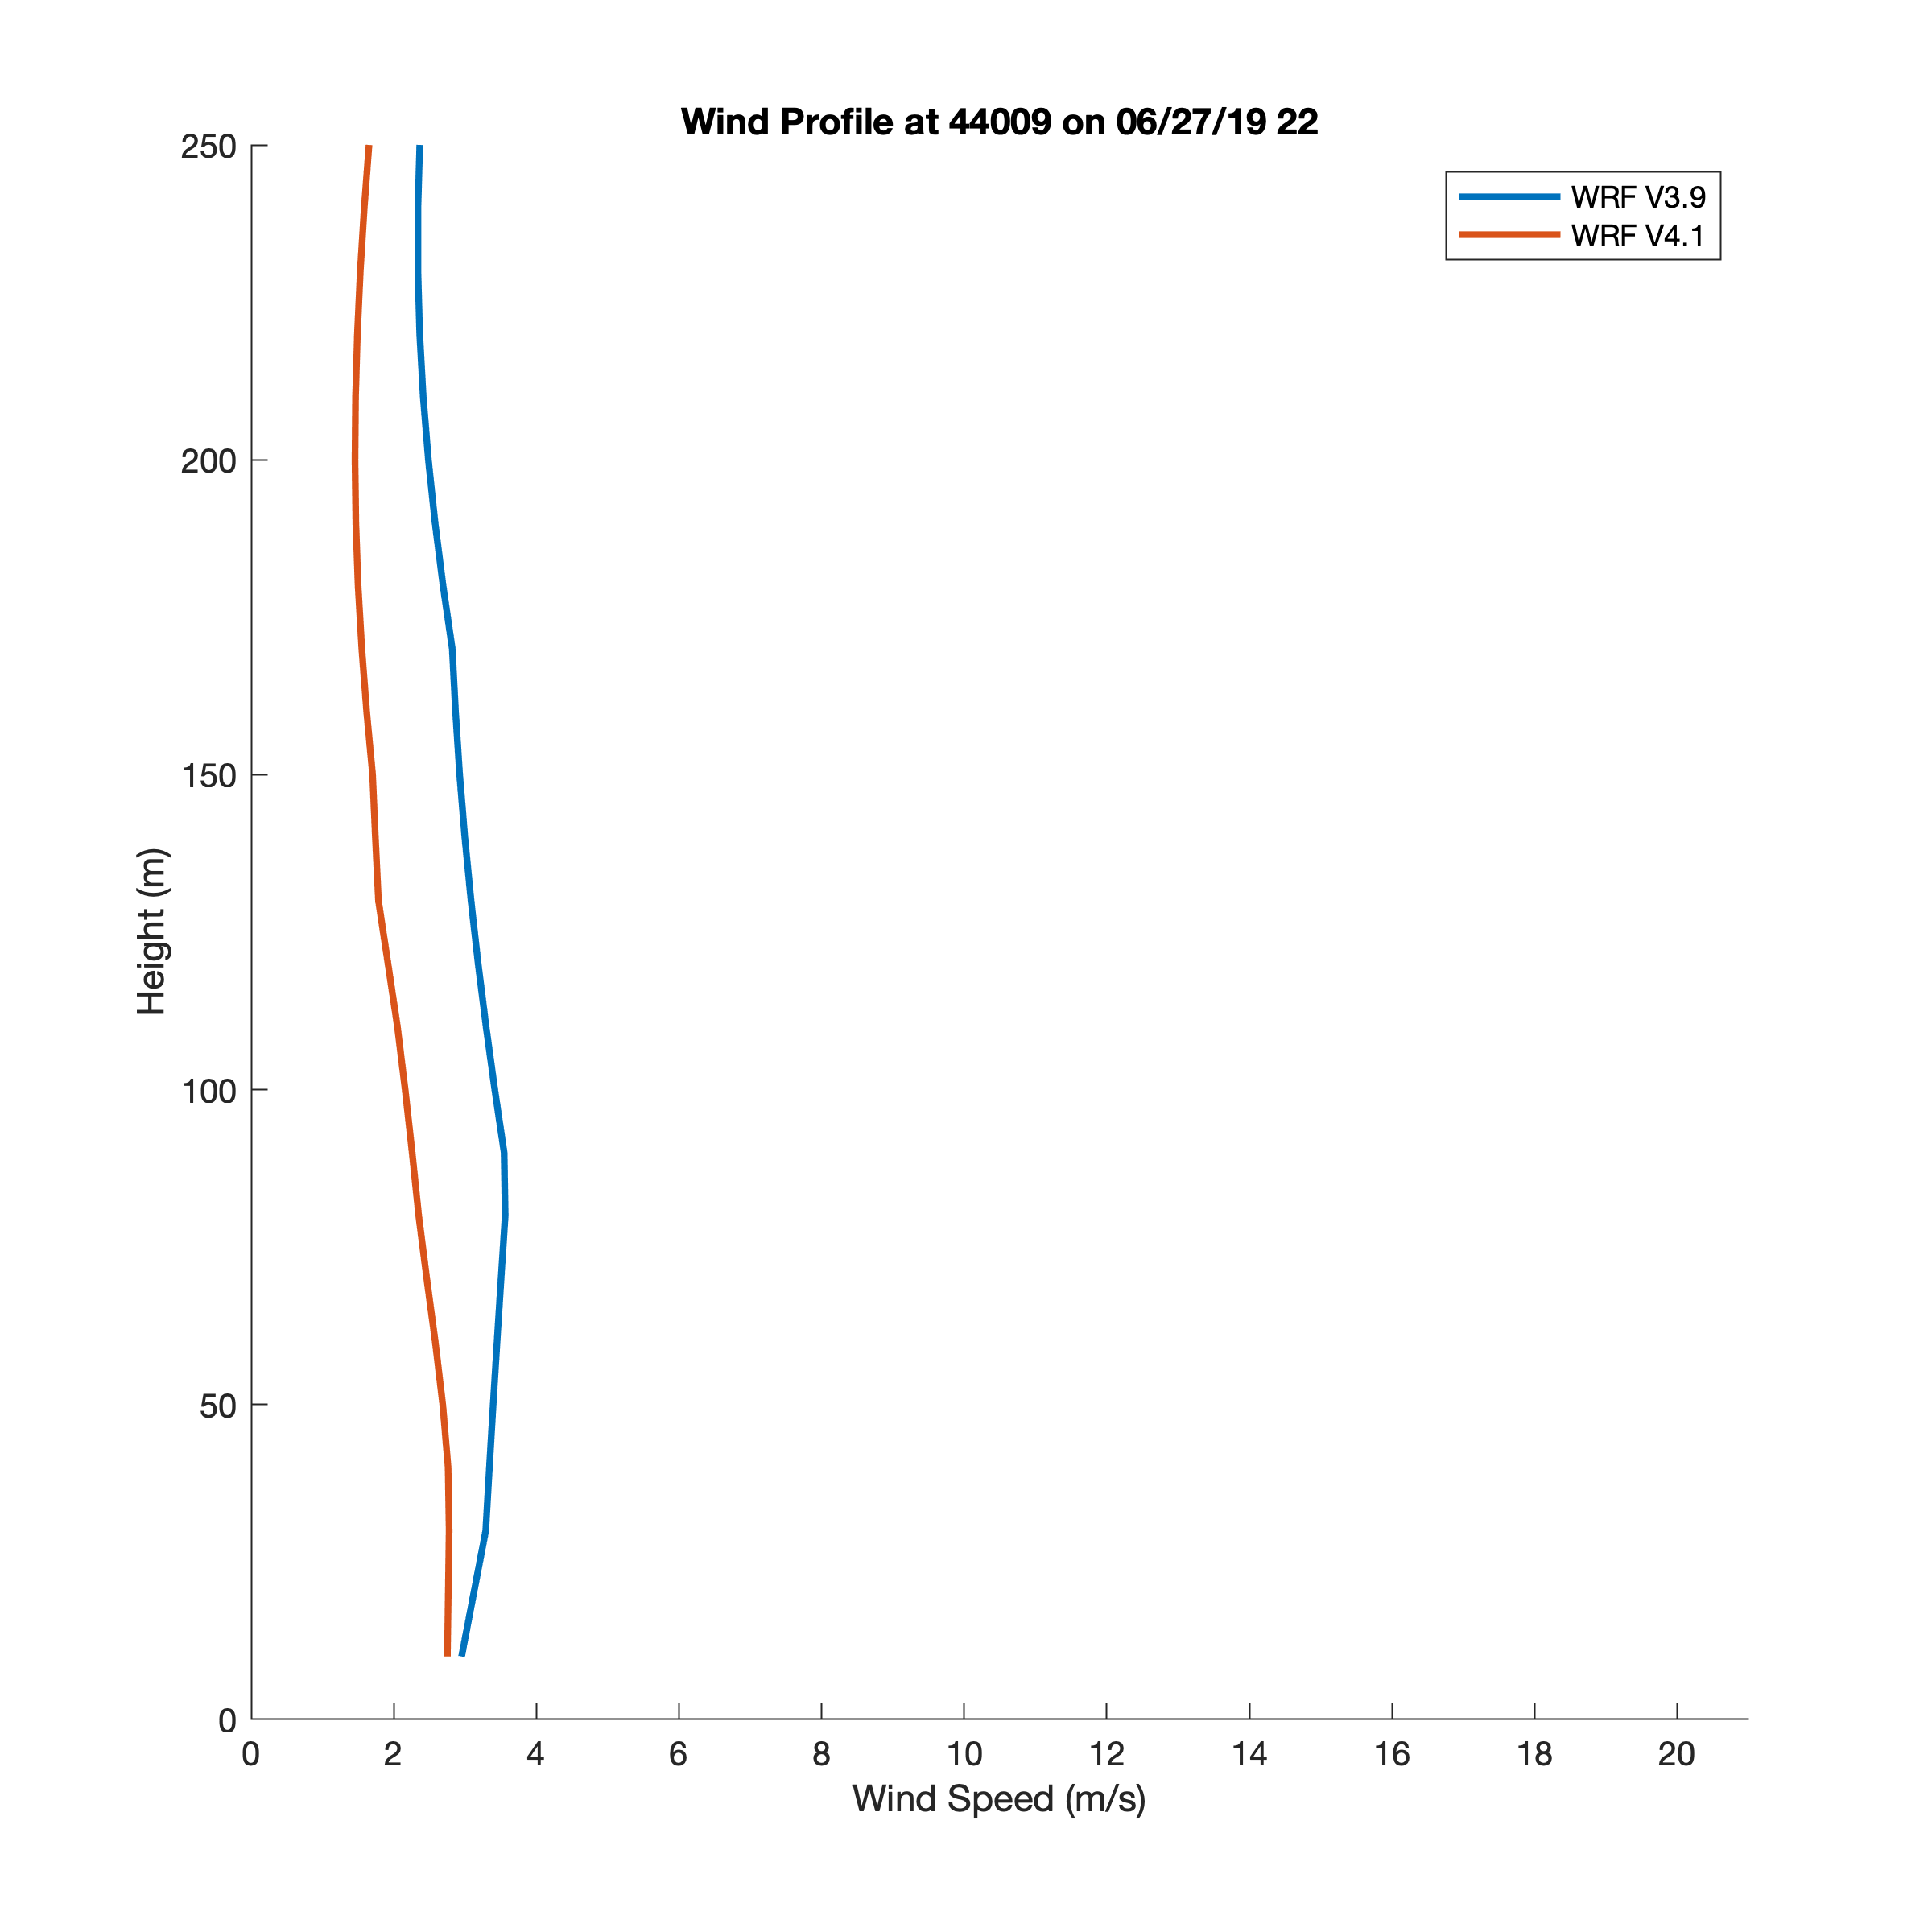 Wind Profile at 44009 on 06/27/19 22
WRF V3.9
WRF V4.1
250
200
150
100
50
0
Height (m)
0 2 4 6 8 10 12 14 16 18 20
Wind Speed (m/s)